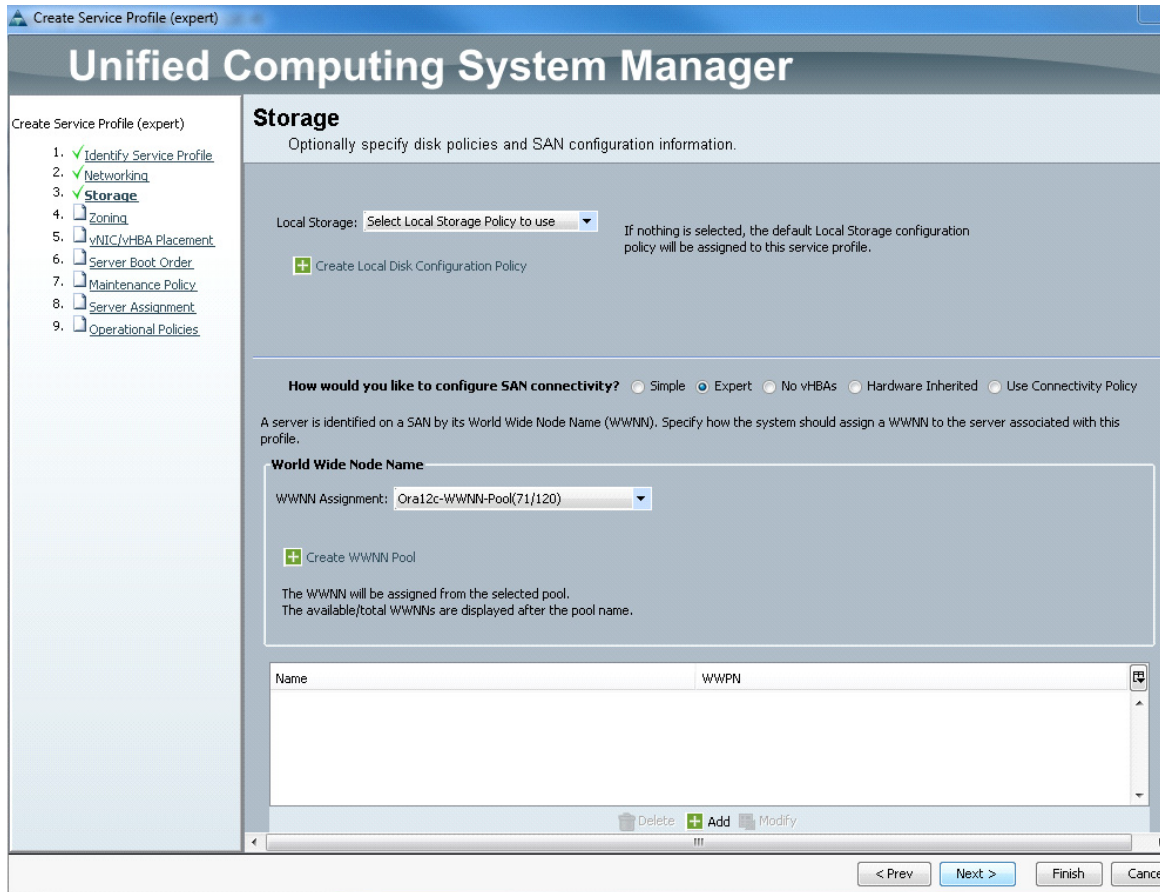 Create Service Profile (expert)
Unified Computing System Manager
Create Service Profile (expert)
1. Identify Service Profile
2. Networking
3. Storage
4. Zoning
5. vNIC/vHBA Placement
6. Server Boot Order
7. Maintenance Policy
8. Server Assignment
9. Operational Policies
Storage
Optionally specify disk policies and SAN configuration information.
Local Storage: Select Local Storage Policy to use
If nothing is selected, the default Local Storage configuration
policy will be assigned to this service profile.
Create Local Disk Configuration Policy
How would you like to configure SAN connectivity? Simple Expert No vHBAs Hardware Inherited Use Connectivity Policy
A server is identified on a SAN by its World Wide Node Name (WWNN). Specify how the system should assign a WWNN to the server associated with this
profile.
World Wide Node Name
WWNN Assignment: Ora12c-WWNN-Pool(71/120)
Create WWNN Pool
The WWNN will be assigned from the selected pool.
The available/total WWNNs are displayed after the pool name.
Name WWPN
Delete Add Modify
< Prev Next > Finish Cance